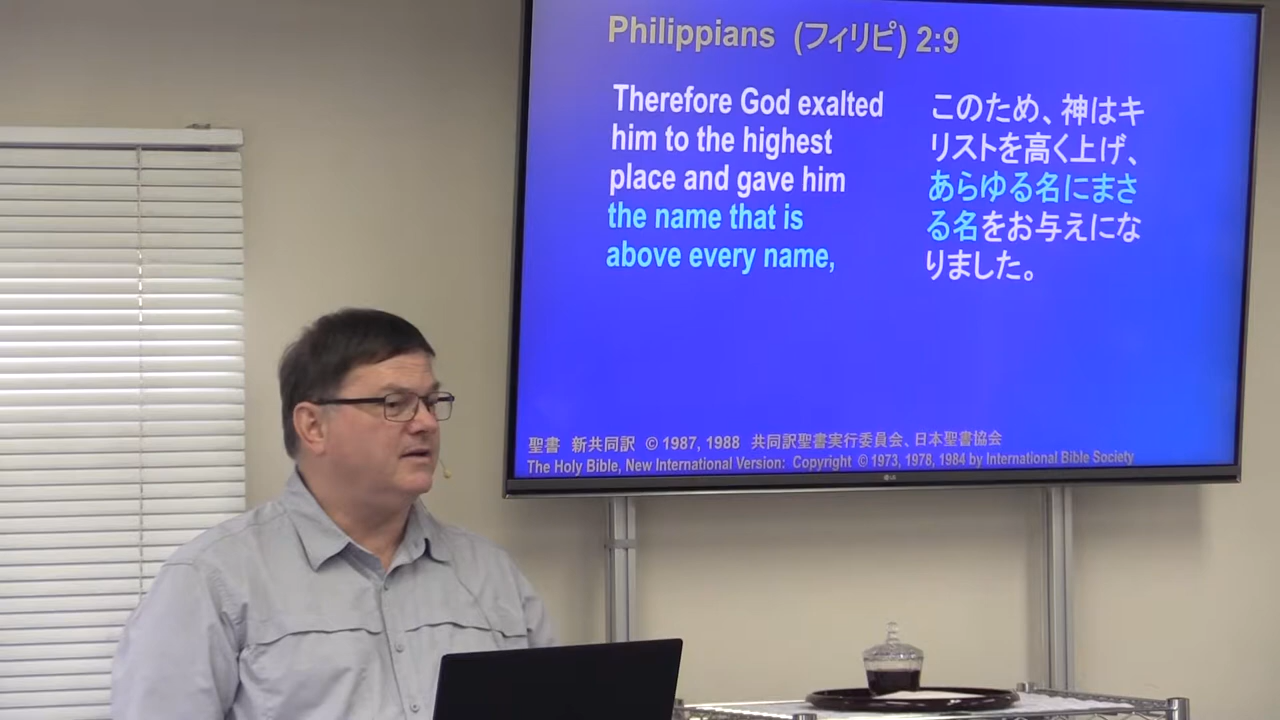 Philippians (フィリピ) 2:9
Therefore God exalted
him to the highest
place and gave him
the name that is
above every name,
このため、神はキ
リストを高く上げ、
あらゆる名にまさ
る名をお与えにな
りました。
聖書 新共同訳 © 1987, 1988 共同訳聖書実行委員会、日本聖書協会
The Holy Bible, New International Version: Copyright © 1973, 1978, 1984 by International Bible Society
LG